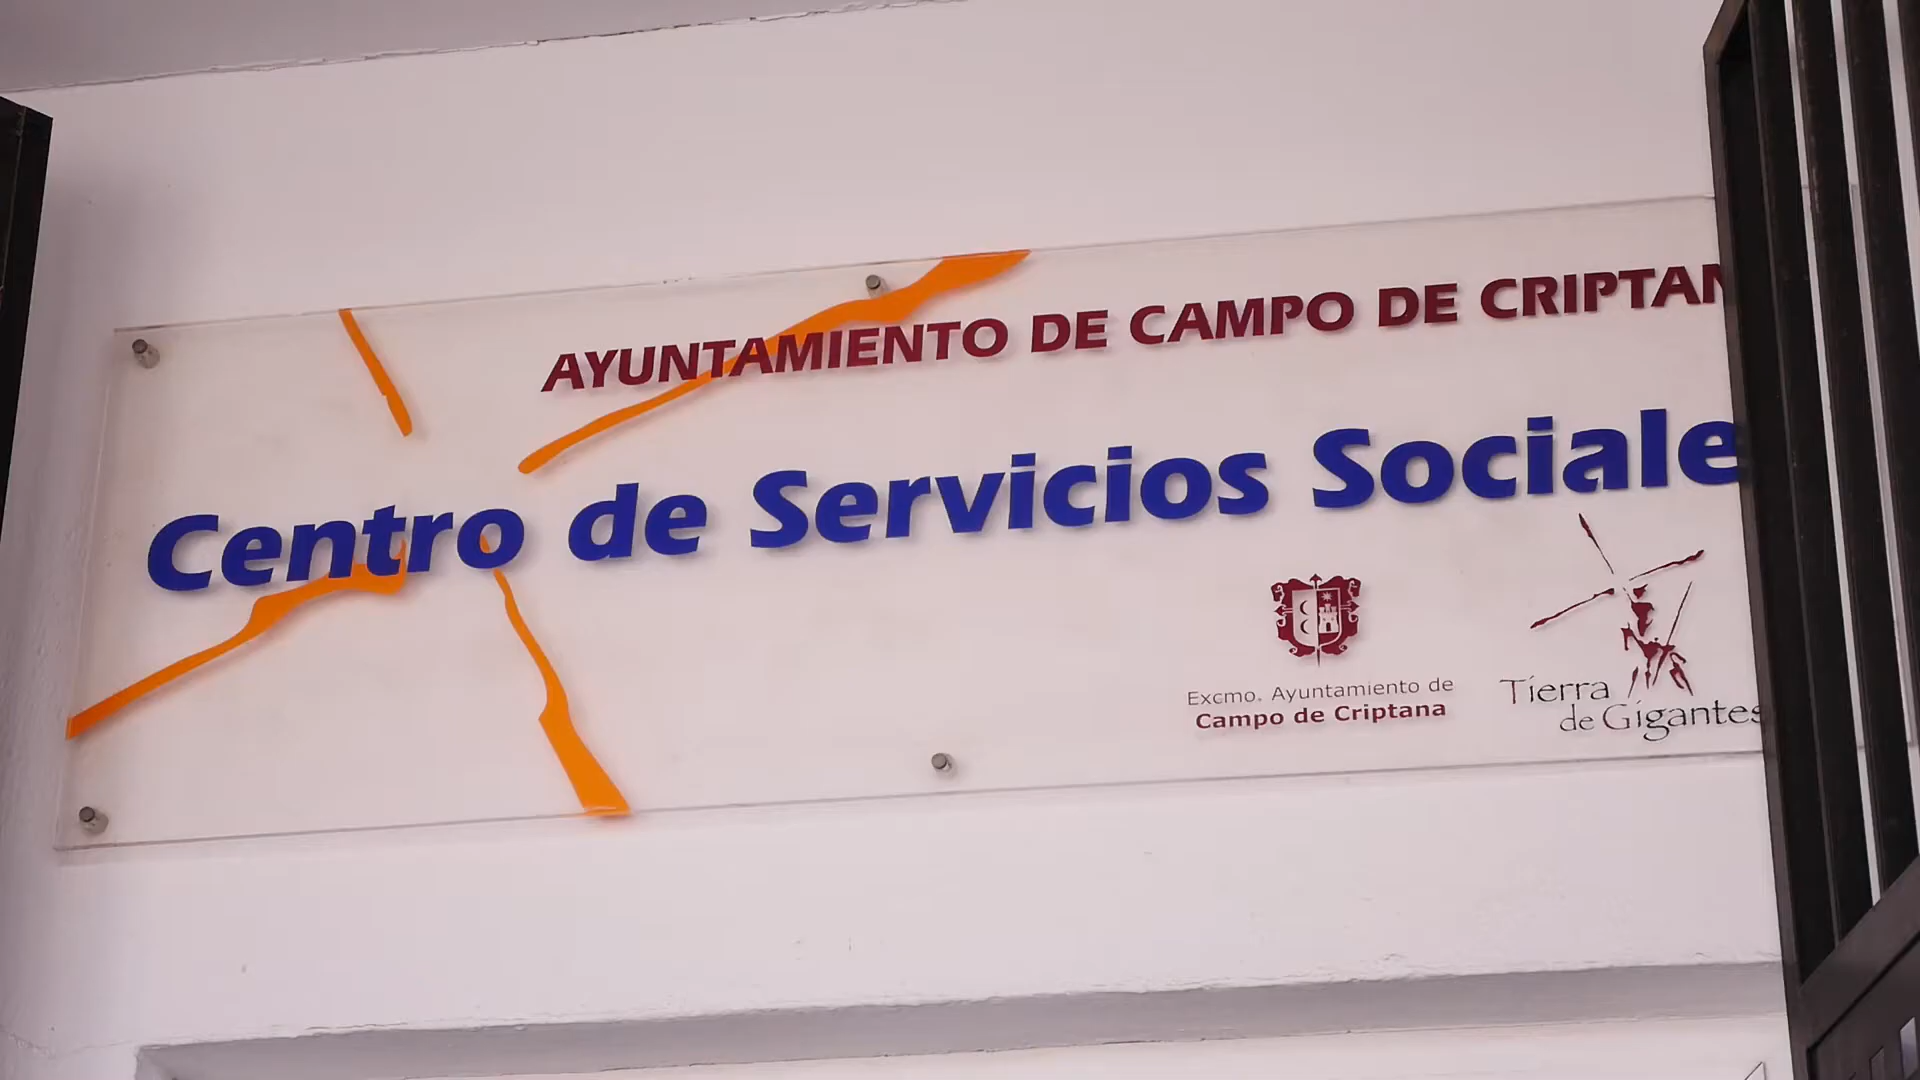 AYUNTAMIENTO DE CAMPO DE CRIPTAN
Centro de Servicios Sociale
Excmo. Ayuntamiento de
Campo de Criptana
Tierra
de Gigantes